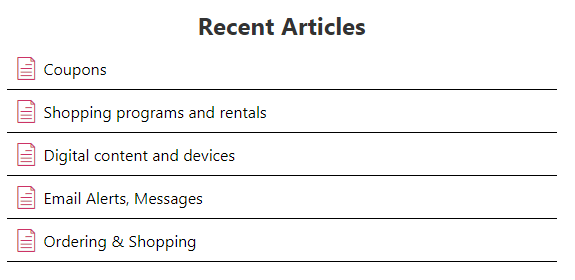 Recent Articles
Coupons
Shopping programs and rentals
Digital content and devices
Email Alerts, Messages
Ordering & Shopping